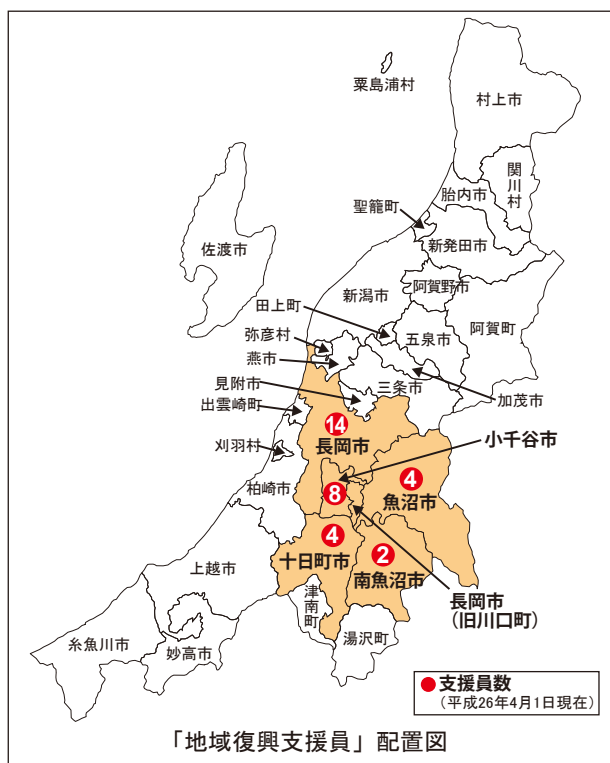 粟島浦村
村上市
関川村
胎内市
聖籠町
新発田市
佐渡市
新潟市
阿賀野市
田上町
五泉市
阿賀町
弥彦村
燕市
見附市
三条市
加茂市
出雲崎町
14
長岡市
小千谷市
刈羽村
柏崎市
8
4
魚沼市
4
十日町市
2
南魚沼市
上越市
津南町
長岡市
(旧川口町)
湯沢町
糸魚川市
妙高市
支援員数
(平成26年4月1日現在)
「地域復興支援員」配置図